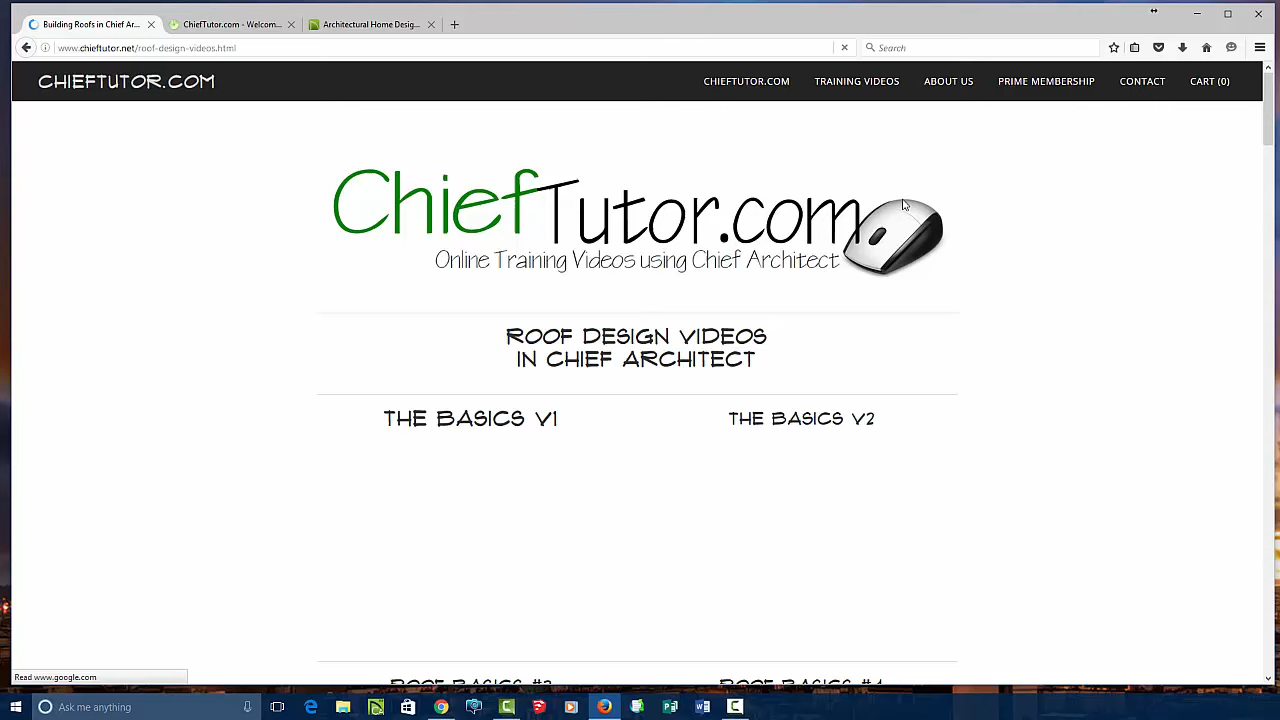 Building Roofs in Chief Ar...
ChiefTutor.com - Welcom...
Architectural Home Desig...
www.chieftutor.net/roof-design-videos.html
Search
CHIEFTUTOR.COM
CHIEFTUTOR.COM
TRAINING VIDEOS
ABOUT US
PRIME MEMBERSHIP
CONTACT
CART (0)
ChiefTutor.com
Online Training Videos using Chief Architect
ROOF DESIGN VIDEOS
IN CHIEF ARCHITECT
THE BASICS V1
THE BASICS V2
Read www.google.com
Ask me anything